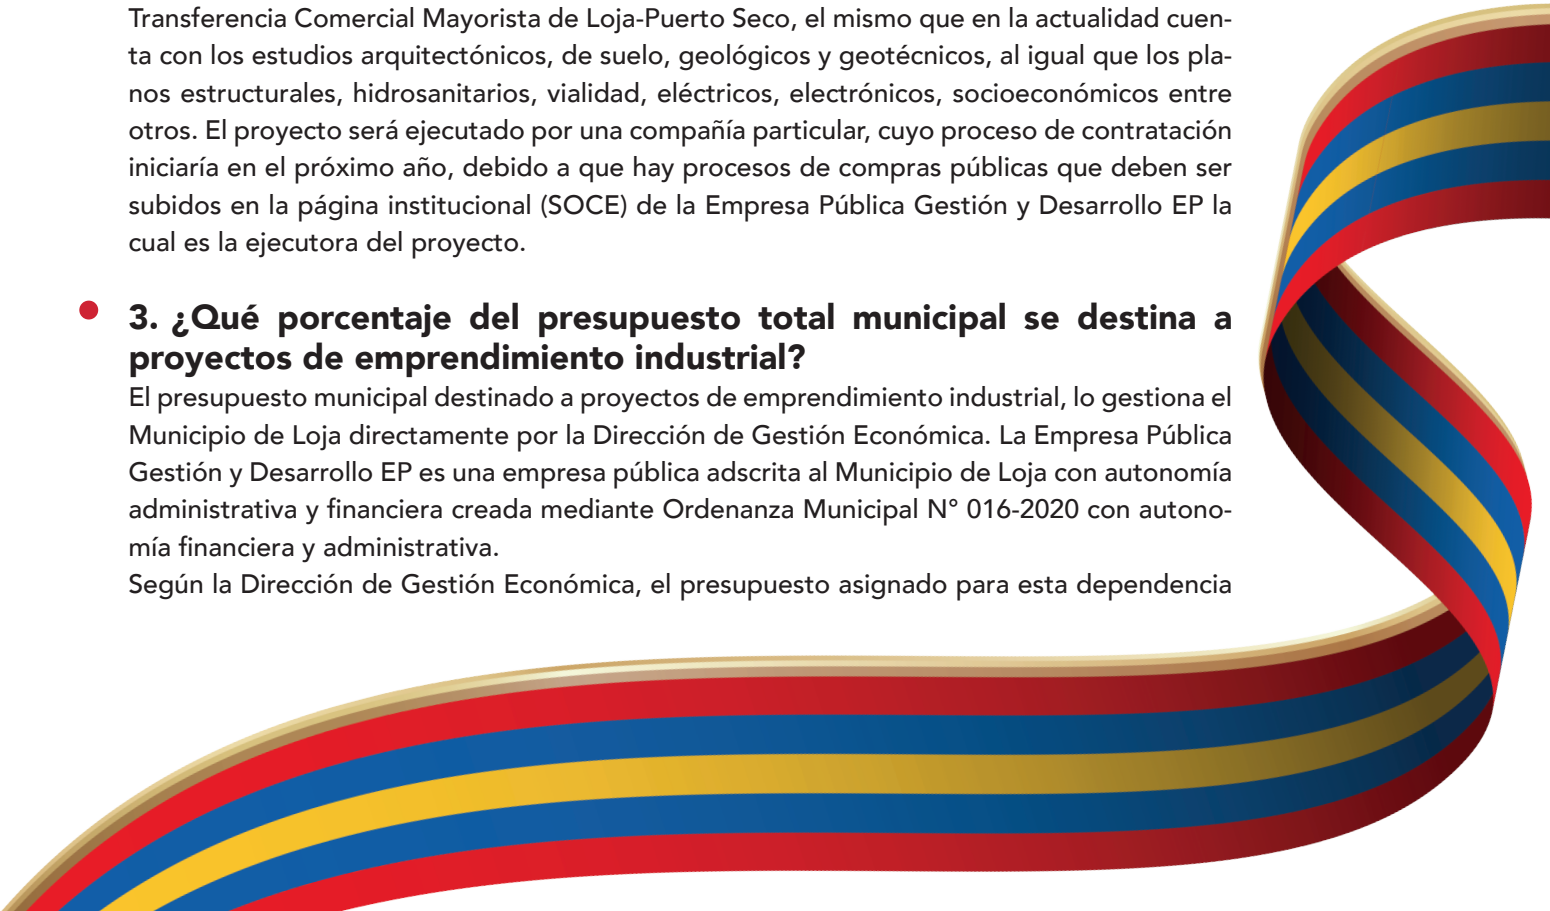 Transferencia Comercial Mayorista de Loja-Puerto Seco, el mismo que en la actualidad cuen-
ta con los estudios arquitectónicos, de suelo, geológicos y geotécnicos, al igual que los pla-
nos estructurales, hidrosanitarios, vialidad, eléctricos, electrónicos, socioeconómicos entre
otros. El proyecto será ejecutado por una compañía particular, cuyo proceso de contratación
iniciaría en el próximo año, debido a que hay procesos de compras públicas que deben ser
subidos en la página institucional (SOCE) de la Empresa Pública Gestión y Desarrollo EP la
cual es la ejecutora del proyecto.
3. ¿Qué porcentaje del presupuesto total municipal se destina a
proyectos de emprendimiento industrial?
El presupuesto municipal destinado a proyectos de emprendimiento industrial, lo gestiona el
Municipio de Loja directamente por la Dirección de Gestión Económica. La Empresa Pública
Gestión y Desarrollo EP es una empresa pública adscrita al Municipio de Loja con autonomía
administrativa y financiera creada mediante Ordenanza Municipal N° 016-2020 con autono-
mía financiera y administrativa.
Según la Dirección de Gestión Económica, el presupuesto asignado para esta dependencia